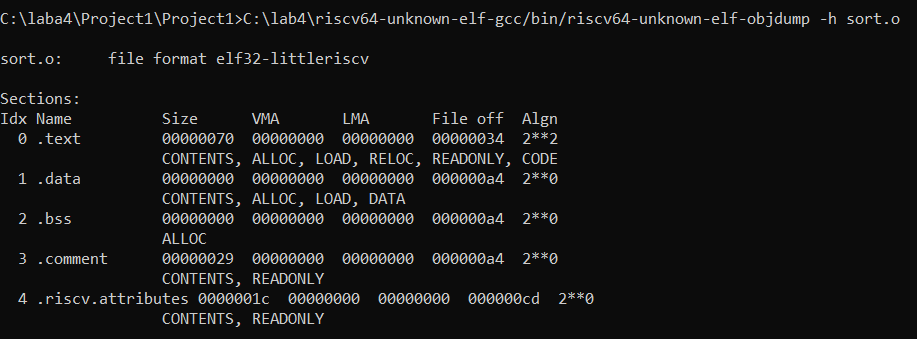 C:\laba4\Project1\Project1>C:\lab4\riscv64-unknown-elf-gcc/bin/riscv64-unknown-elf-objdump -h sort.o
sort.o:     file format elf32-littleriscv
Sections:
Idx Name          Size      VMA       LMA       File off  Algn
  0 .text         00000070  00000000  00000000  00000034  2**2
                  CONTENTS, ALLOC, LOAD, RELOC, READONLY, CODE
  1 .data         00000000  00000000  00000000  000000a4  2**0
                  CONTENTS, ALLOC, LOAD, DATA
  2 .bss          00000000  00000000  00000000  000000a4  2**0
                  ALLOC
  3 .comment      00000029  00000000  00000000  000000a4  2**0
                  CONTENTS, READONLY
  4 .riscv.attributes 0000001c  00000000  00000000  000000cd  2**0
                  CONTENTS, READONLY